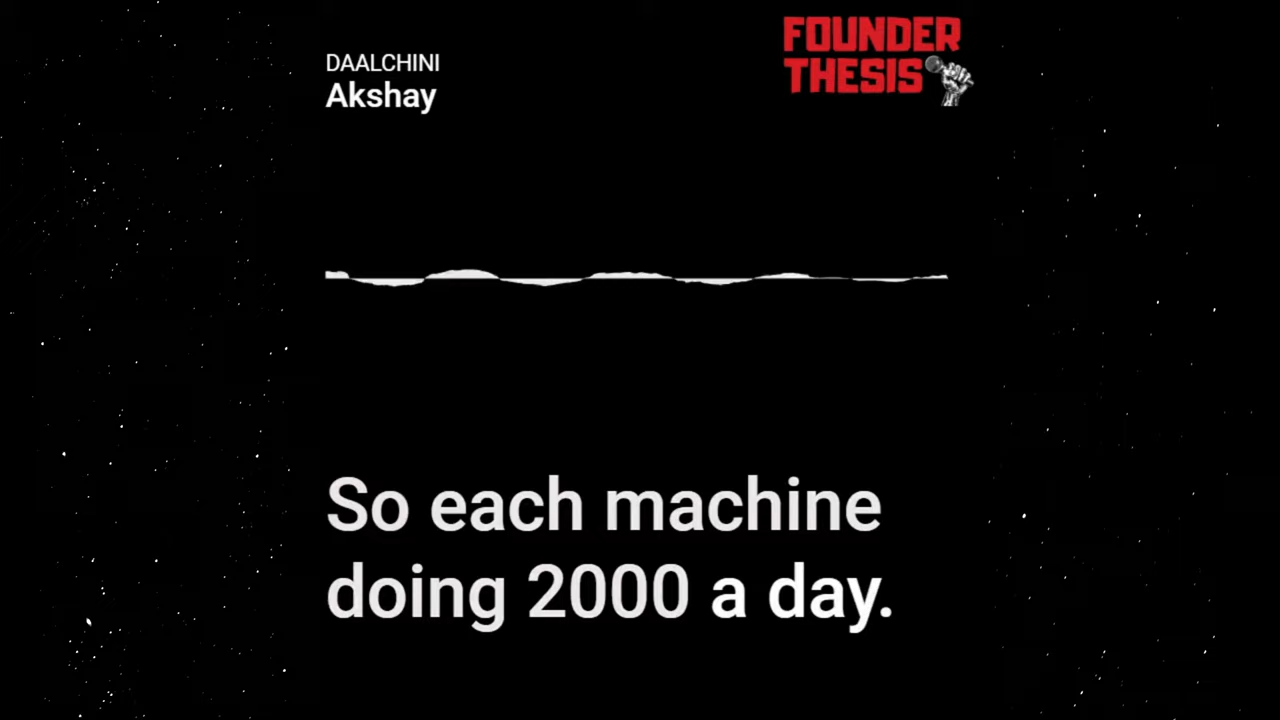 DAALCHINI
Akshay
FOUNDER
THESIS
So each machine
doing 2000 a day.